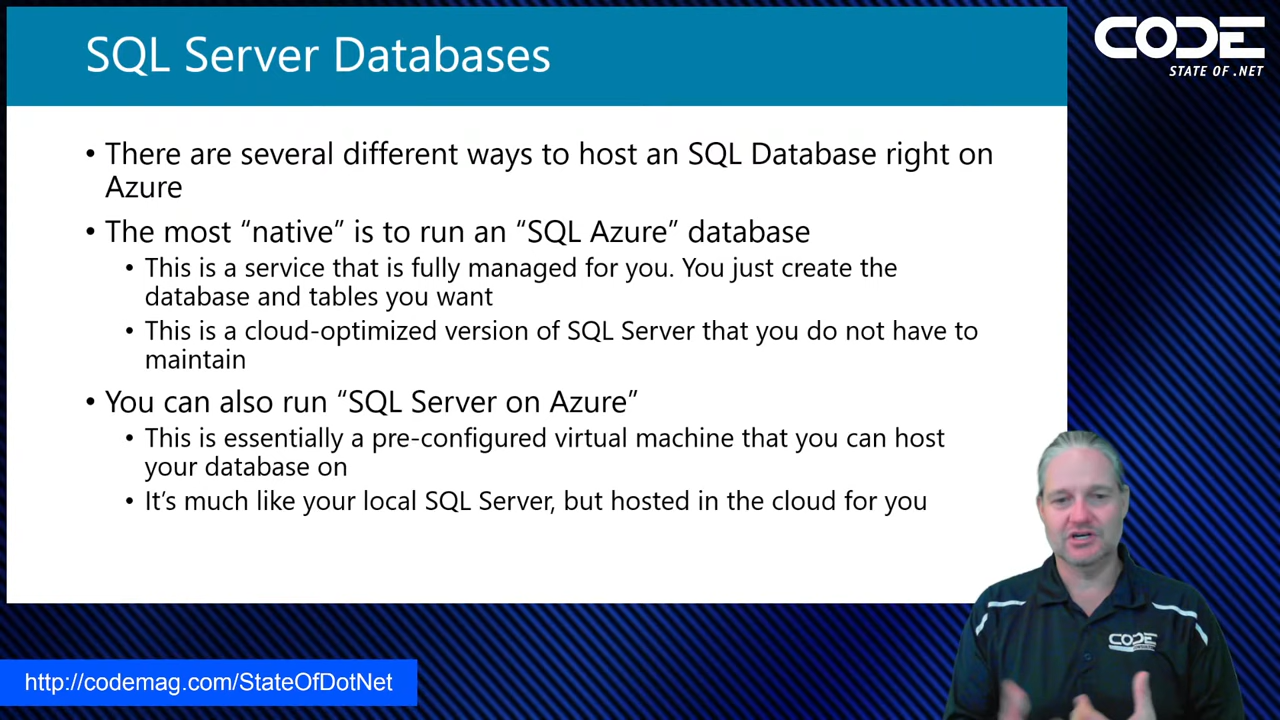 SQL Server Databases
CODE
STATE OF .NET
• There are several different ways to host an SQL Database right on
Azure
• The most “native” is to run an “SQL Azure” database
• This is a service that is fully managed for you. You just create the
database and tables you want
• This is a cloud-optimized version of SQL Server that you do not have to
maintain
• You can also run “SQL Server on Azure”
• This is essentially a pre-configured virtual machine that you can host
your database on
• It’s much like your local SQL Server, but hosted in the cloud for you
CODE
http://codemag.com/StateOfDotNet